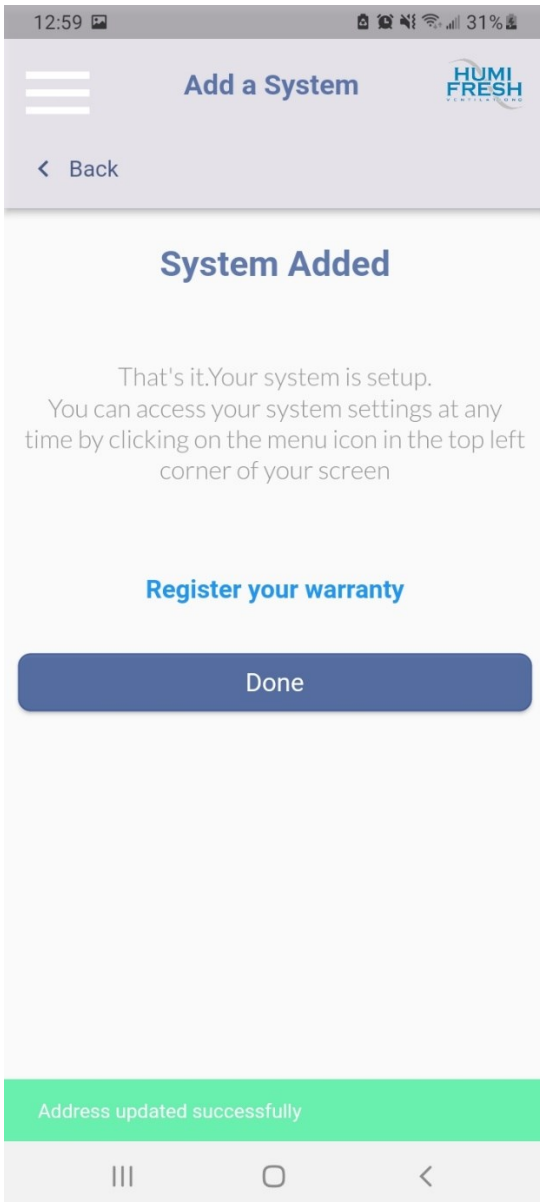 12:59 31%
Add a System
HUMI
FRESH
VENTILATIONS
Back
System Added
That's it.Your system is setup.
You can access your system settings at any
time by clicking on the menu icon in the top left
corner of your screen
Register your warranty
Done
Address updated successfully